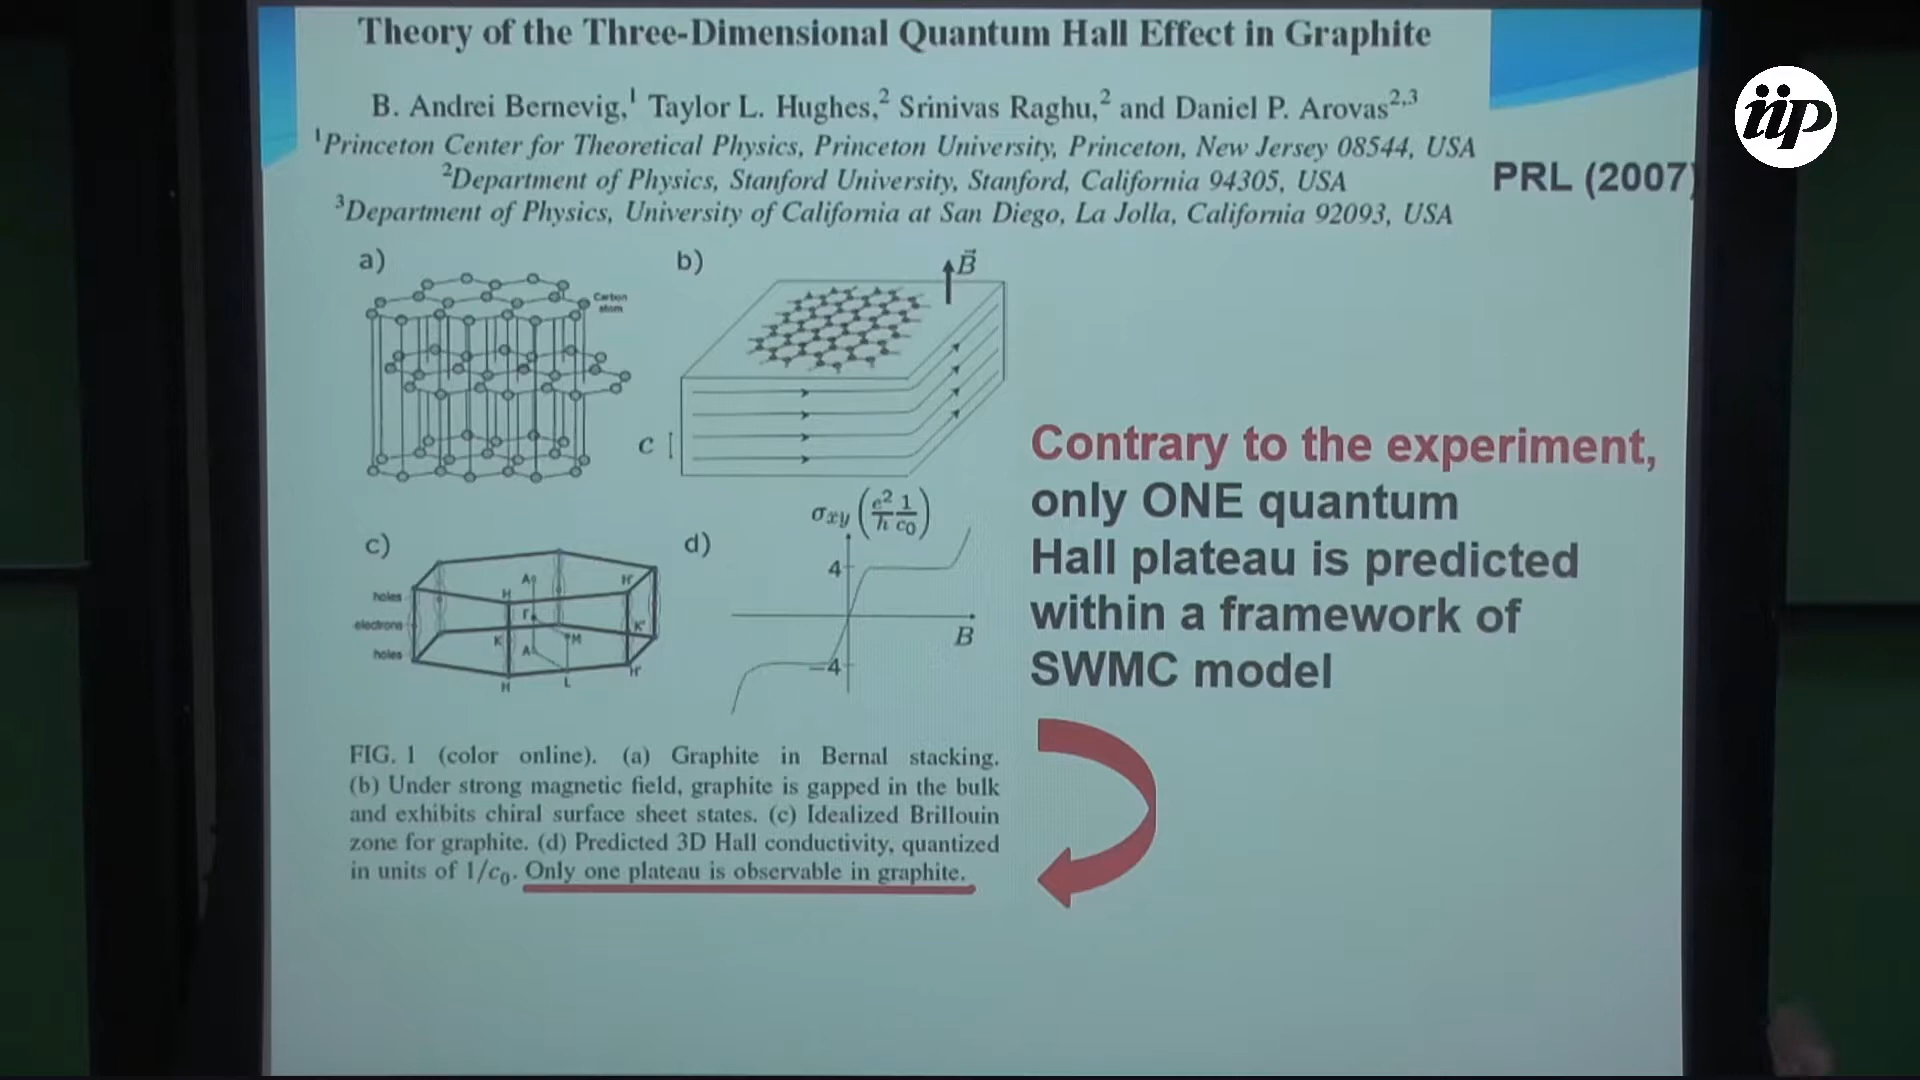 Theory of the Three-Dimensional Quantum Hall Effect in Graphite
B. Andrei Bernevig,¹ Taylor L. Hughes,² Srinivas Raghu,² and Daniel P. Arovas²,³
¹Princeton Center for Theoretical Physics, Princeton University, Princeton, New Jersey 08544, USA
²Department of Physics, Stanford University, Stanford, California 94305, USA
³Department of Physics, University of California at San Diego, La Jolla, California 92093, USA
PRL (2007)
iip
a)
Carbon
atom
b)
B⃗
c
Contrary to the experiment,
only ONE quantum
Hall plateau is predicted
within a framework of
SWMC model
c)
holes
electrons
holes
A
H
H'
Γ
K
K'
M
A
H
L
H'
d)
σxy (e²/h 1/c₀)
4
B
−4
FIG. 1 (color online). (a) Graphite in Bernal stacking.
(b) Under strong magnetic field, graphite is gapped in the bulk
and exhibits chiral surface sheet states. (c) Idealized Brillouin
zone for graphite. (d) Predicted 3D Hall conductivity, quantized
in units of 1/c₀. Only one plateau is observable in graphite.